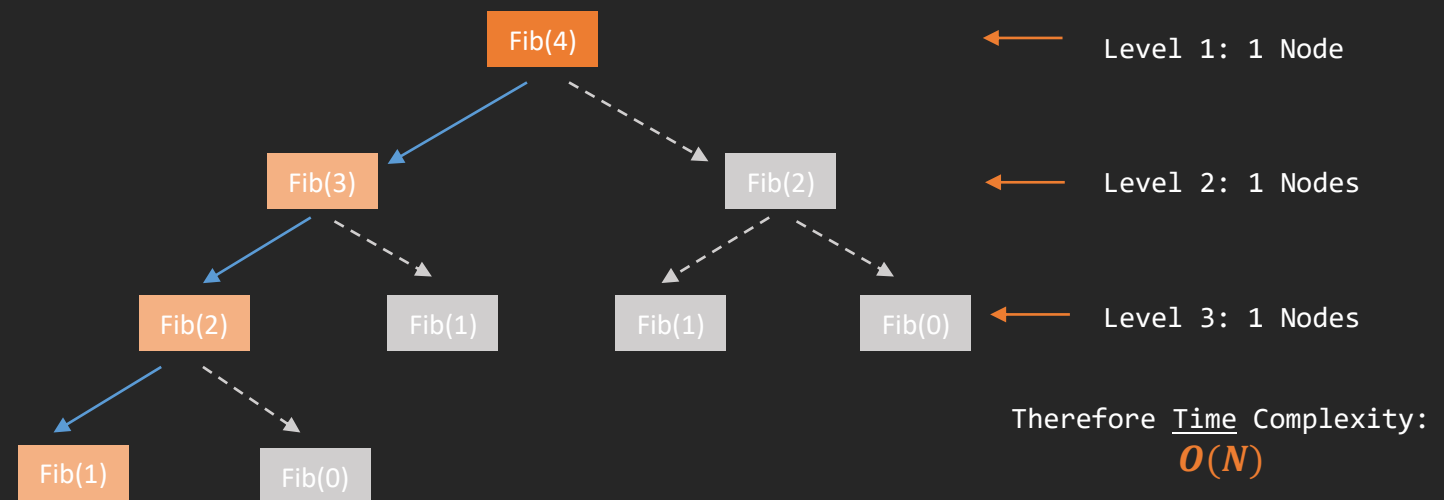 Fib(4)
Level 1: 1 Node
Fib(3)
Fib(2)
Level 2: 1 Nodes
Fib(2)
Fib(1)
Fib(1)
Fib(0)
Level 3: 1 Nodes
Therefore Time Complexity:
O(N)
Fib(1)
Fib(0)